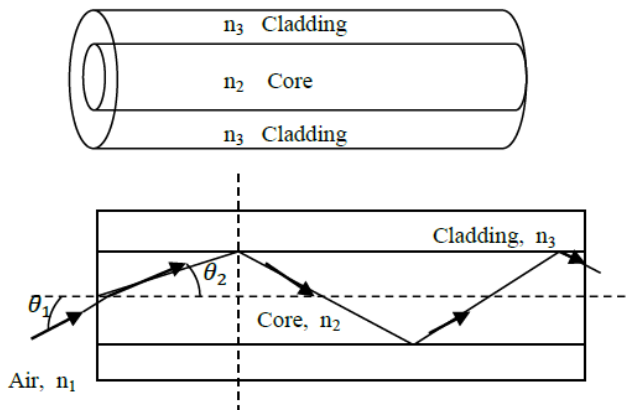 n₃ Cladding
n₂ Core
n₃ Cladding
Cladding, n₃
θ₂
θ₁
Core, n₂
Air, n₁